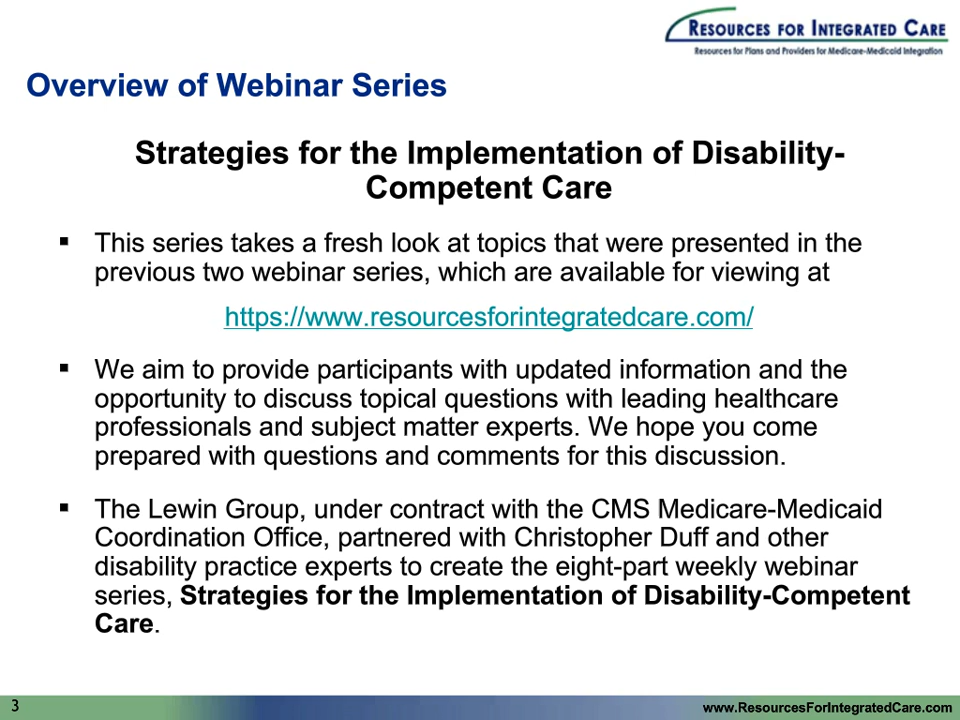 RESOURCES FOR INTEGRATED CARE
Resources for Plans and Providers for Medicare-Medicaid Integration
Overview of Webinar Series
Strategies for the Implementation of Disability-
Competent Care
▪ This series takes a fresh look at topics that were presented in the
previous two webinar series, which are available for viewing at
https://www.resourcesforintegratedcare.com/
▪ We aim to provide participants with updated information and the
opportunity to discuss topical questions with leading healthcare
professionals and subject matter experts. We hope you come
prepared with questions and comments for this discussion.
▪ The Lewin Group, under contract with the CMS Medicare-Medicaid
Coordination Office, partnered with Christopher Duff and other
disability practice experts to create the eight-part weekly webinar
series, Strategies for the Implementation of Disability-Competent
Care.
3
www.ResourcesForIntegratedCare.com